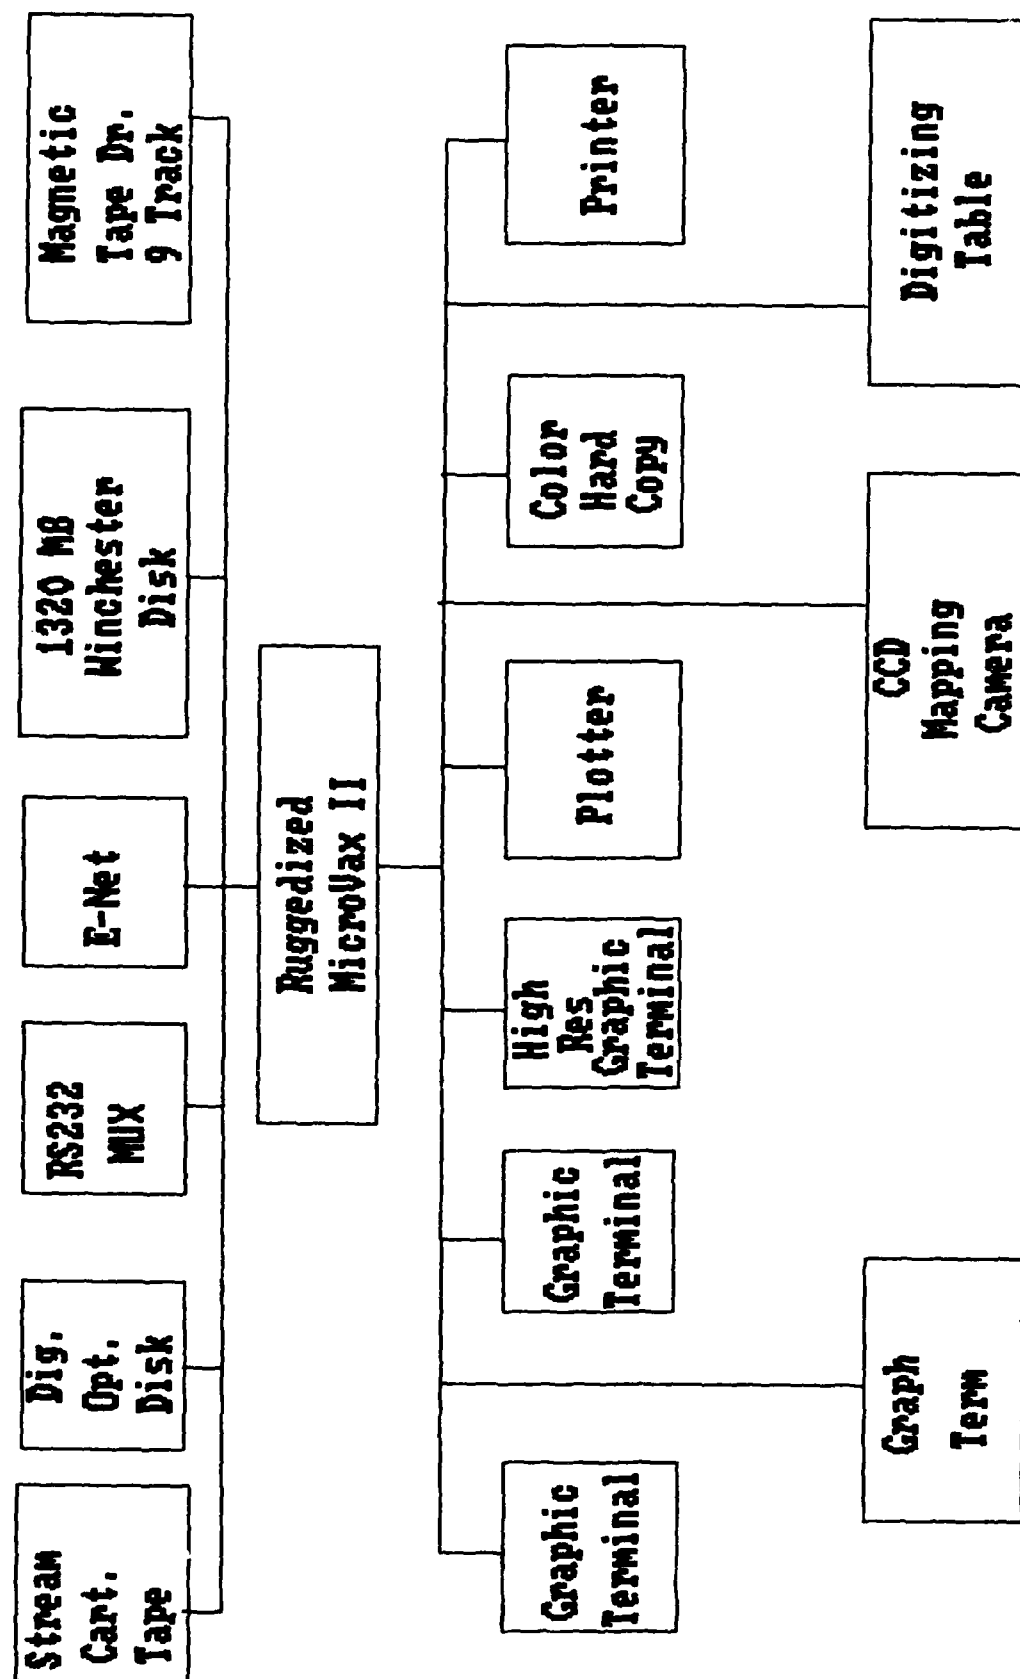 Stream
Cart.
Tape
Dig.
Opt.
Disk
RS232
MUX
E-Net
1320 MB
Winchester
Disk
Magnetic
Tape Dr.
9 Track
Ruggedized
MicroVax II
Graphic
Terminal
Graphic
Terminal
High
Res
Graphic
Terminal
Plotter
Color
Hard
Copy
Printer
Graph
Term
CCD
Mapping
Camera
Digitizing
Table